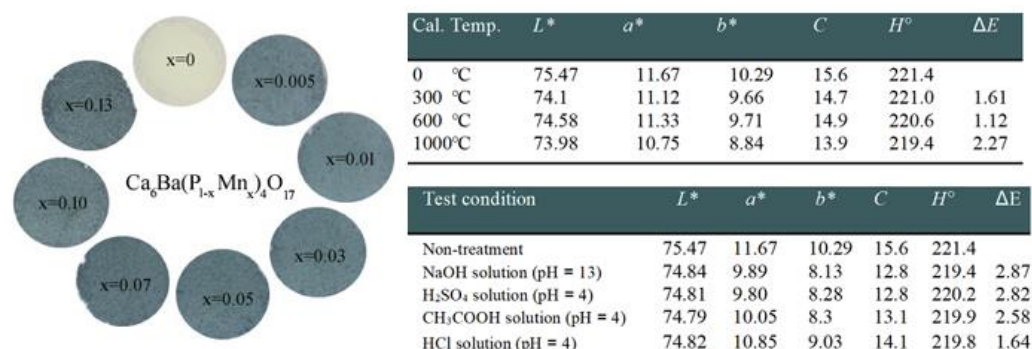 x=0
x=0.005
x=0.01
x=0.03
x=0.05
x=0.07
x=0.10
x=0.13
Ca6Ba(P1-xMnx)4O17
Cal. Temp. L* a* b* C H° ΔE
0 ℃ 75.47 11.67 10.29 15.6 221.4
300 ℃ 74.1 11.12 9.66 14.7 221.0 1.61
600 ℃ 74.58 11.33 9.71 14.9 220.6 1.12
1000℃ 73.98 10.75 8.84 13.9 219.4 2.27
Test condition L* a* b* C H° ΔE
Non-treatment 75.47 11.67 10.29 15.6 221.4
NaOH solution (pH = 13) 74.84 9.89 8.13 12.8 219.4 2.87
H₂SO₄ solution (pH = 4) 74.81 9.80 8.28 12.8 220.2 2.82
CH₃COOH solution (pH = 4) 74.79 10.05 8.3 13.1 219.9 2.58
HCl solution (pH = 4) 74.82 10.85 9.03 14.1 219.8 1.64